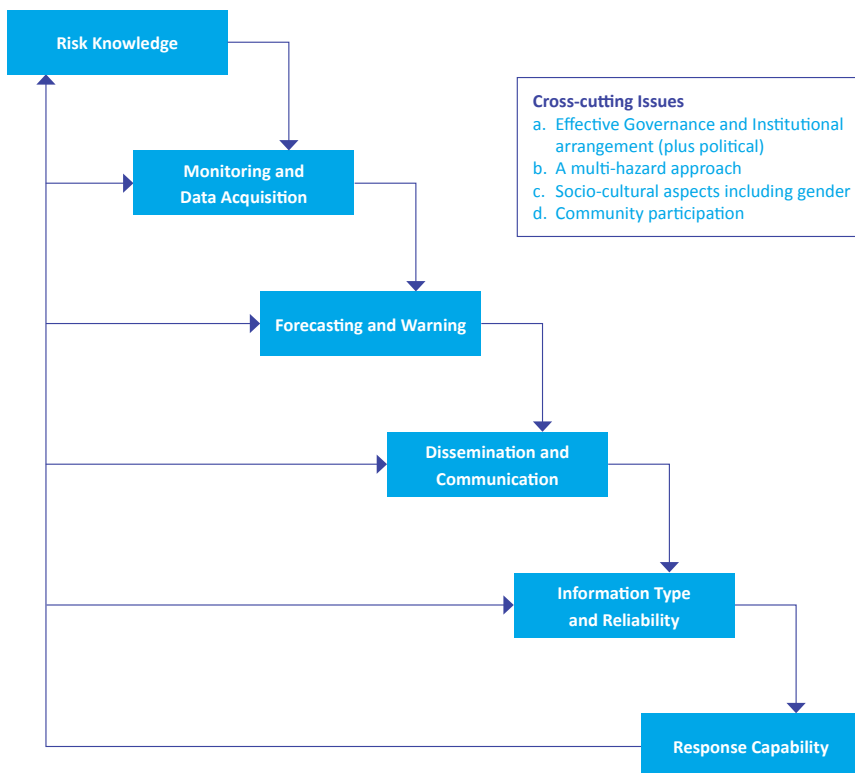 Risk Knowledge
Cross-cutting Issues
a. Effective Governance and Institutional
arrangement (plus political)
b. A multi-hazard approach
c. Socio-cultural aspects including gender
d. Community participation
Monitoring and
Data Acquisition
Forecasting and Warning
Dissemination and
Communication
Information Type
and Reliability
Response Capability